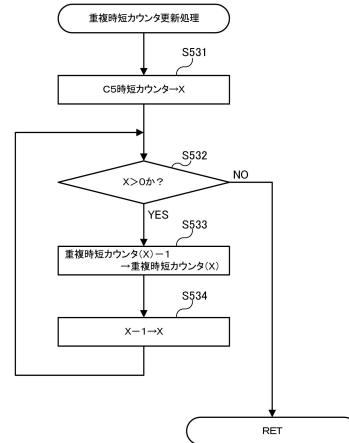 重複時短カウンタ更新処理
S531
C5時短カウンタ→X
S532
X>0か?
NO
YES
S533
重複時短カウンタ(X)-1
→重複時短カウンタ(X)
S534
X-1→X
RET